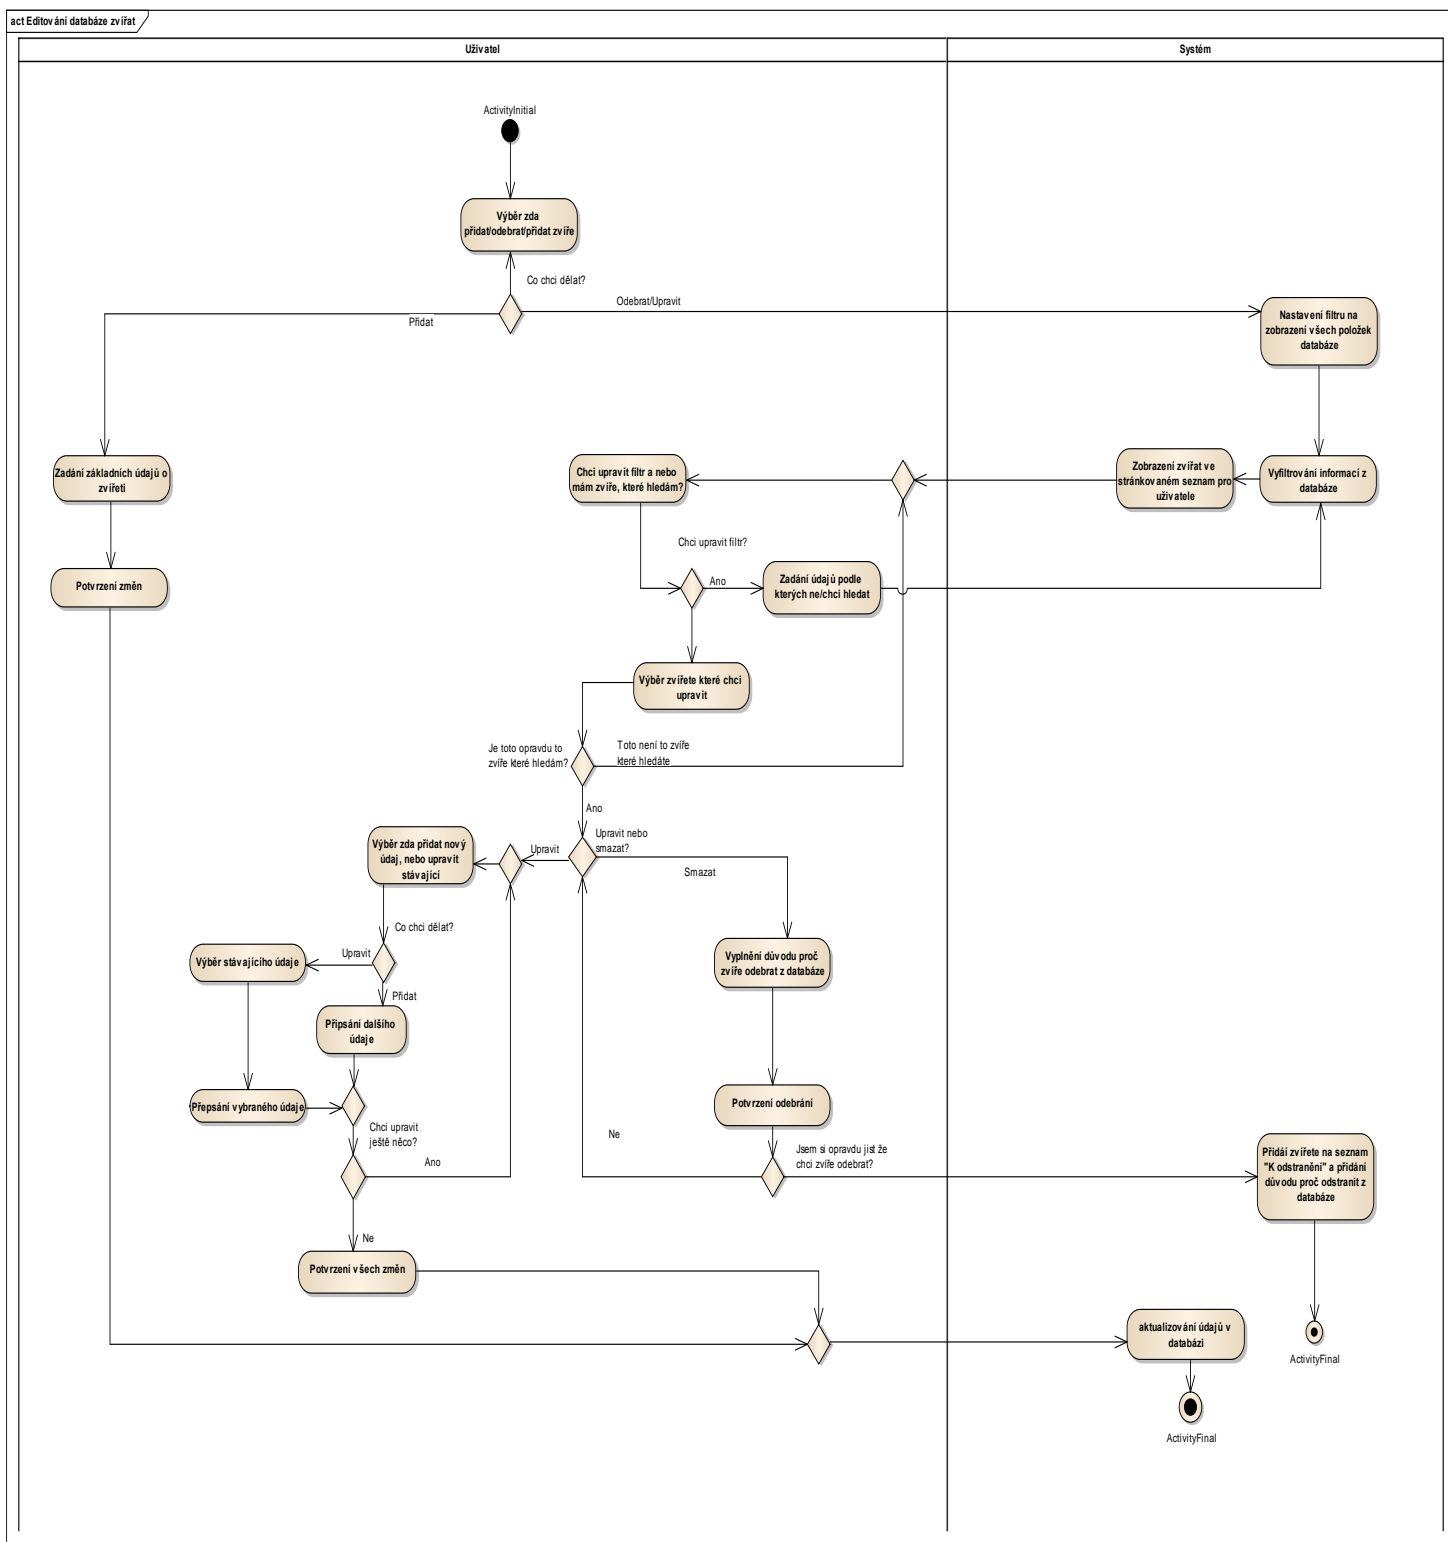 act Editování databáze zvířat
Uživatel
Systém
ActivityInitial
Výběr zda
přidat/odebrat/přidat zvíře
Co chci dělat?
Odebrat/Upravit
Přidat
Nastavení filtru na
zobrazení všech položek
databáze
Zadání základních údajů o
zvířeti
Chci upravit filtr a nebo
mám zvíře, které hledám?
Zobrazení zvířat ve
stránkovaném seznam pro
uživatele
Vyfiltrování informací z
databáze
Chci upravit filtr?
Potvrzení změn
Ano
Zadání údajů podle
kterých ne/chci hledat
Výběr zvířete které chci
upravit
Je toto opravdu to
zvíře které hledám?
Toto není to zvíře
které hledáte
Ano
Upravit nebo
smazat?
Výběr zda přidat nový
údaj, nebo upravit
stávající
Upravit
Smazat
Co chci dělat?
Upravit
Výběr stávajícího údaje
Vyplnění důvodu proč
zvíře odebrat z databáze
Přidat
Připsání dalšího
údaje
Přepsání vybraného údaje
Potvrzení odebrání
Chci upravit
ještě něco?
Ne
Jsem si opravdu jist že
chci zvíře odebrat?
Ano
Přidáí zvířete na seznam
"K odstranění" a přidání
důvodu proč odstranit z
databáze
Ne
Potvrzení všech změn
aktualizování údajů v
databázi
ActivityFinal
ActivityFinal